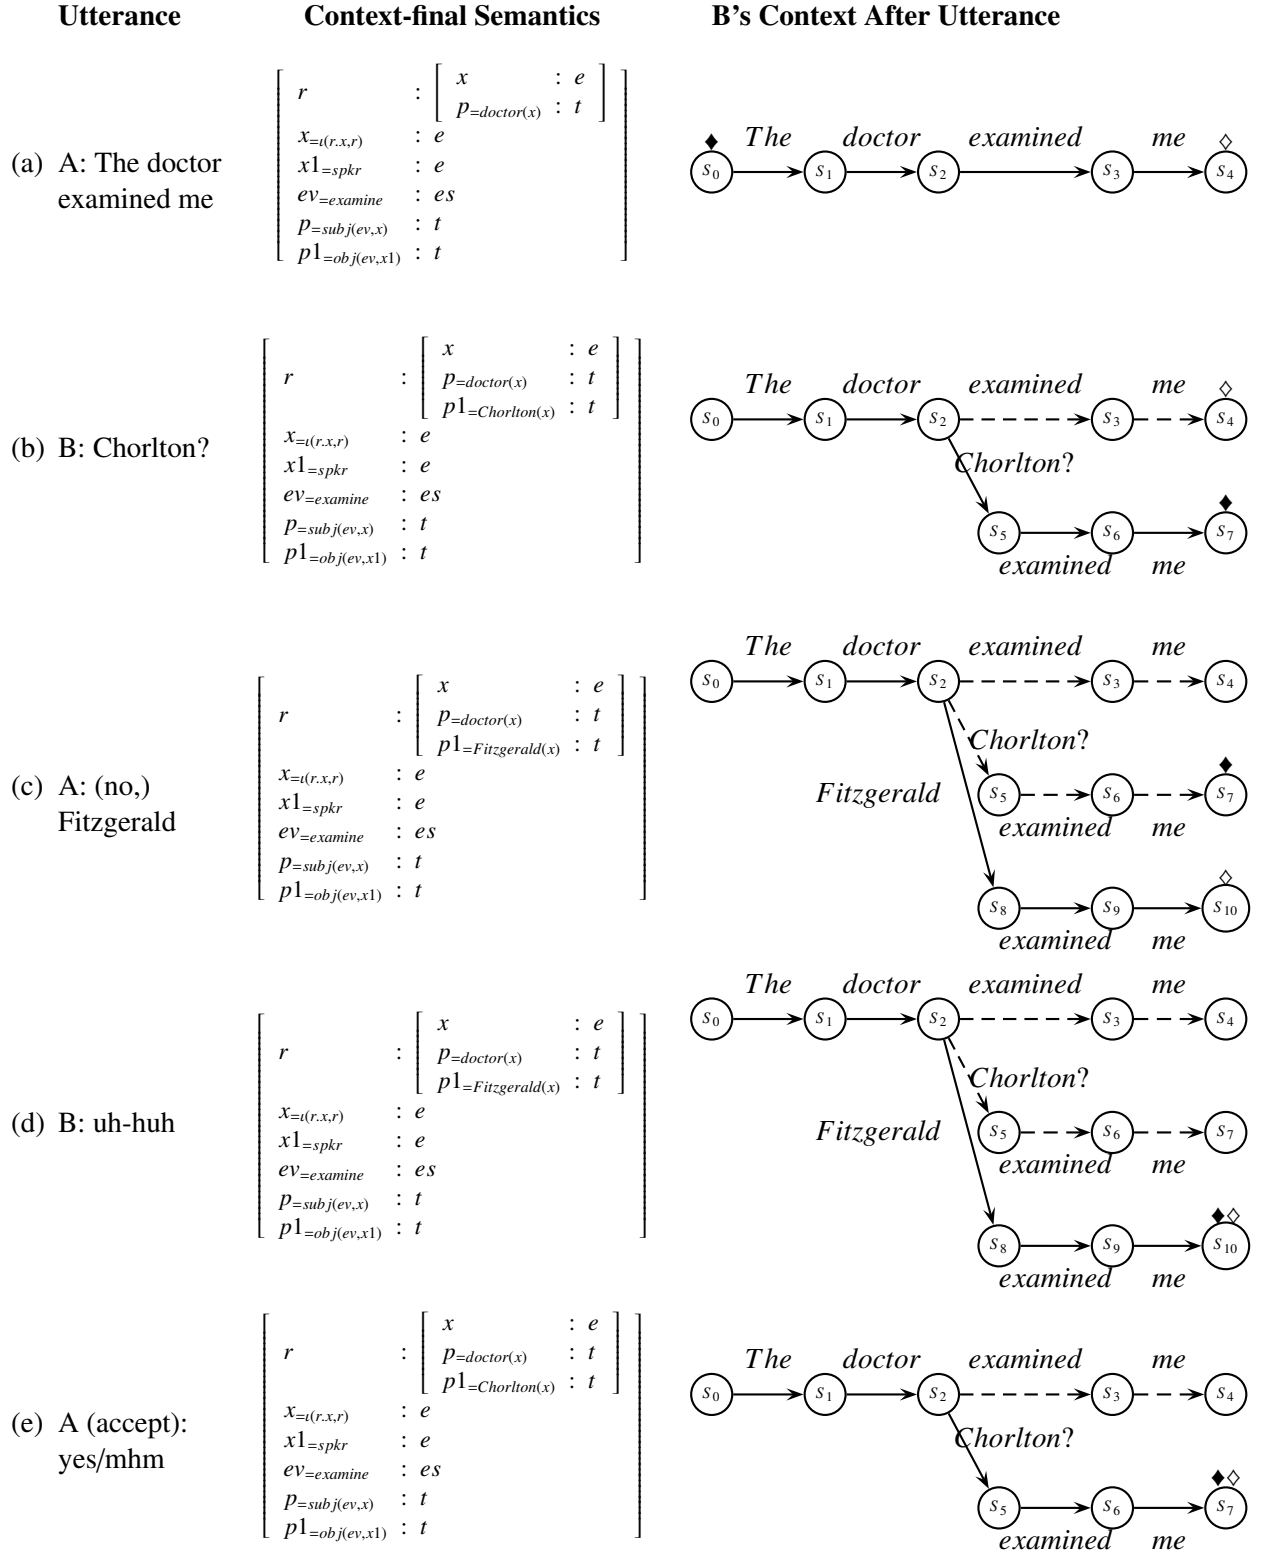 Utterance Context-final Semantics B's Context After Utterance
(a) A: The doctor examined me
r : [ x : e
p=doctor(x) : t ]
x=ι(r.x,r) : e
x1=spkr : e
ev=examine : es
p=subj(ev,x) : t
p1=obj(ev,x1) : t
♦ The doctor examined me ◊
S0 S1 S2 S3 S4
(b) B: Chorlton?
r : [ x : e
p=doctor(x) : t
p1=Chorlton(x) : t ]
x=ι(r.x,r) : e
x1=spkr : e
ev=examine : es
p=subj(ev,x) : t
p1=obj(ev,x1) : t
The doctor examined me ◊
S0 S1 S2 S3 S4
Chorlton?
♦
S5 S6 S7
examined me
(c) A: (no,) Fitzgerald
r : [ x : e
p=doctor(x) : t
p1=Fitzgerald(x) : t ]
x=ι(r.x,r) : e
x1=spkr : e
ev=examine : es
p=subj(ev,x) : t
p1=obj(ev,x1) : t
The doctor examined me
S0 S1 S2 S3 S4
Chorlton?
♦
Fitzgerald S5 S6 S7
examined me
◊
S8 S9 S10
examined me
(d) B: uh-huh
r : [ x : e
p=doctor(x) : t
p1=Fitzgerald(x) : t ]
x=ι(r.x,r) : e
x1=spkr : e
ev=examine : es
p=subj(ev,x) : t
p1=obj(ev,x1) : t
The doctor examined me
S0 S1 S2 S3 S4
Chorlton?
Fitzgerald S5 S6 S7
examined me
♦◊
S8 S9 S10
examined me
(e) A (accept): yes/mhm
r : [ x : e
p=doctor(x) : t
p1=Chorlton(x) : t ]
x=ι(r.x,r) : e
x1=spkr : e
ev=examine : es
p=subj(ev,x) : t
p1=obj(ev,x1) : t
The doctor examined me
S0 S1 S2 S3 S4
Chorlton?
♦◊
S5 S6 S7
examined me